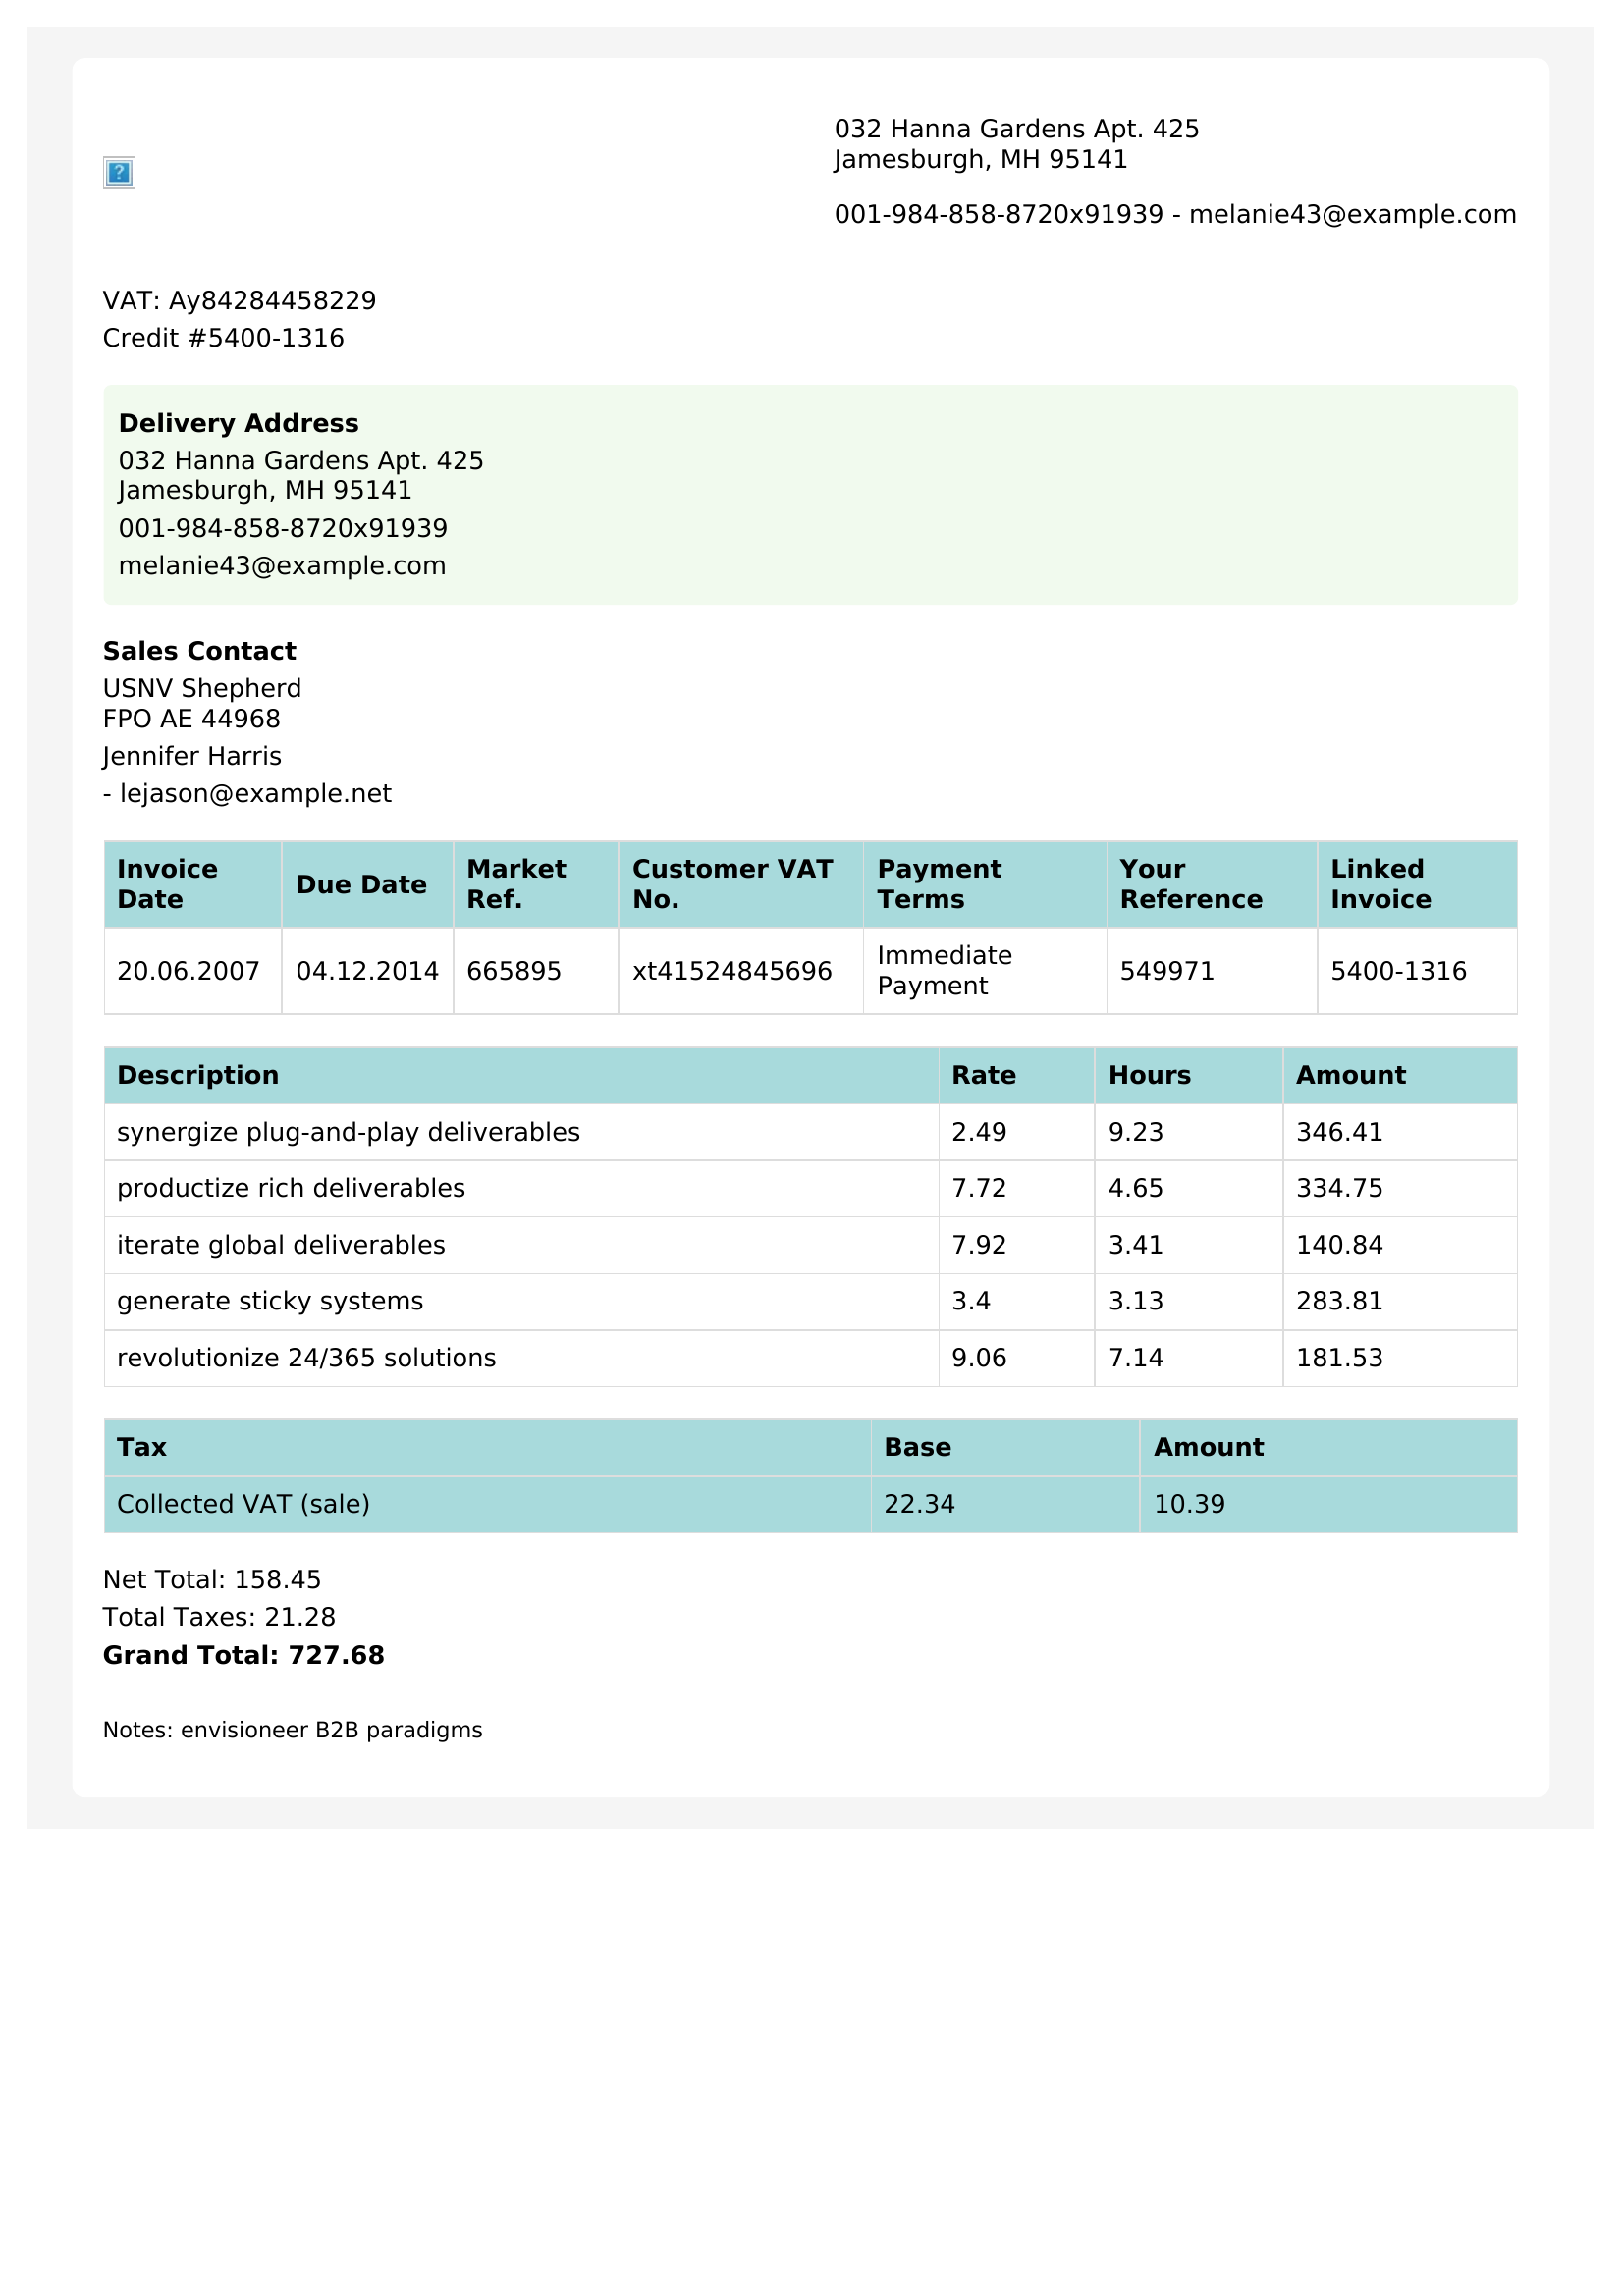 032 Hanna Gardens Apt. 425
Jamesburgh, MH 95141
001-984-858-8720x91939 - melanie43@example.com
VAT: Ay84284458229
Credit #5400-1316
Delivery Address
032 Hanna Gardens Apt. 425
Jamesburgh, MH 95141
001-984-858-8720x91939
melanie43@example.com
Sales Contact
USNV Shepherd
FPO AE 44968
Jennifer Harris
- lejason@example.net
Invoice Date Due Date Market Ref. Customer VAT No. Payment Terms Your Reference Linked Invoice
20.06.2007 04.12.2014 665895 xt41524845696 Immediate Payment 549971 5400-1316
Description Rate Hours Amount
synergize plug-and-play deliverables 2.49 9.23 346.41
productize rich deliverables 7.72 4.65 334.75
iterate global deliverables 7.92 3.41 140.84
generate sticky systems 3.4 3.13 283.81
revolutionize 24/365 solutions 9.06 7.14 181.53
Tax Base Amount
Collected VAT (sale) 22.34 10.39
Net Total: 158.45
Total Taxes: 21.28
Grand Total: 727.68
Notes: envisioneer B2B paradigms